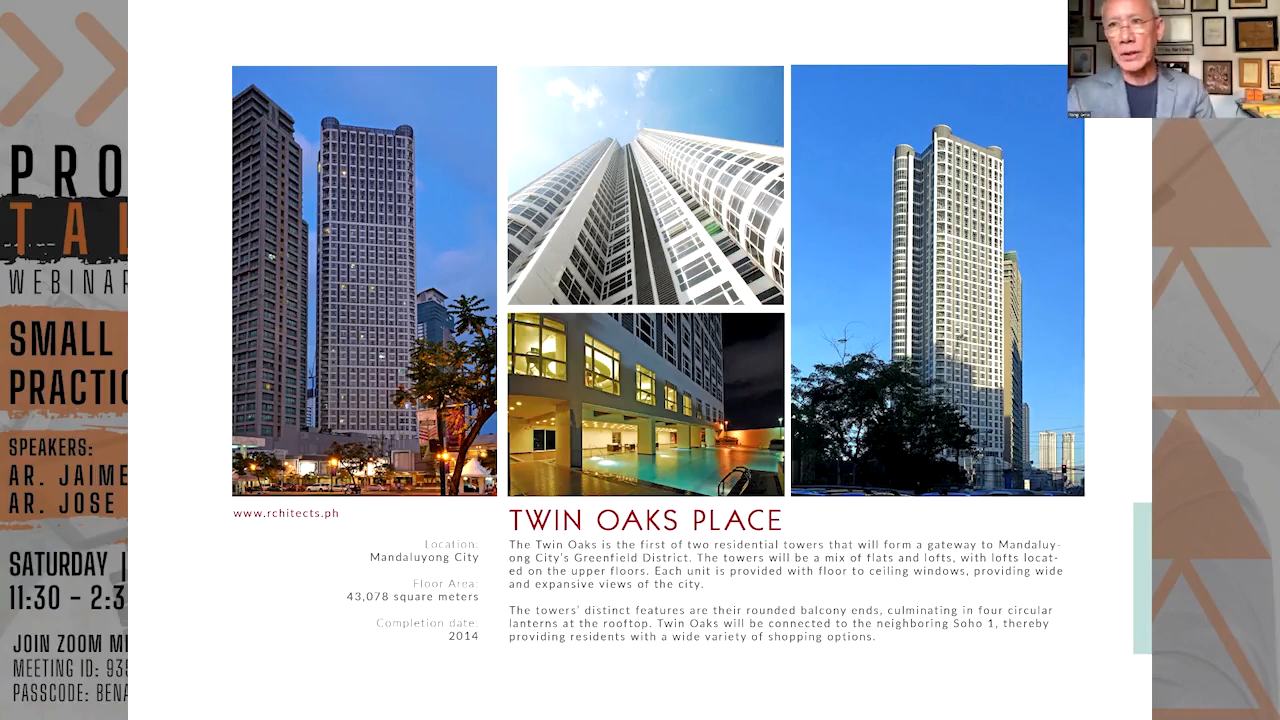 PRO
TAL
WEBINAR
SMALL
PRACTIC
SPEAKERS:
AR. JAIME
AR. JOSE
SATURDAY |
11:30 - 2:3
JOIN ZOOM ME
MEETING ID: 935
PASSCODE: BENA
www.rchitects.ph
Location:
Mandaluyong City
Floor Area:
43,078 square meters
Completion date:
2014
TWIN OAKS PLACE
The Twin Oaks is the first of two residential towers that will form a gateway to Mandaluy-
ong City's Greenfield District. The towers will be a mix of flats and lofts, with lofts locat-
ed on the upper floors. Each unit is provided with floor to ceiling windows, providing wide
and expansive views of the city.
The towers' distinct features are their rounded balcony ends, culminating in four circular
lanterns at the rooftop. Twin Oaks will be connected to the neighboring Soho 1, thereby
providing residents with a wide variety of shopping options.